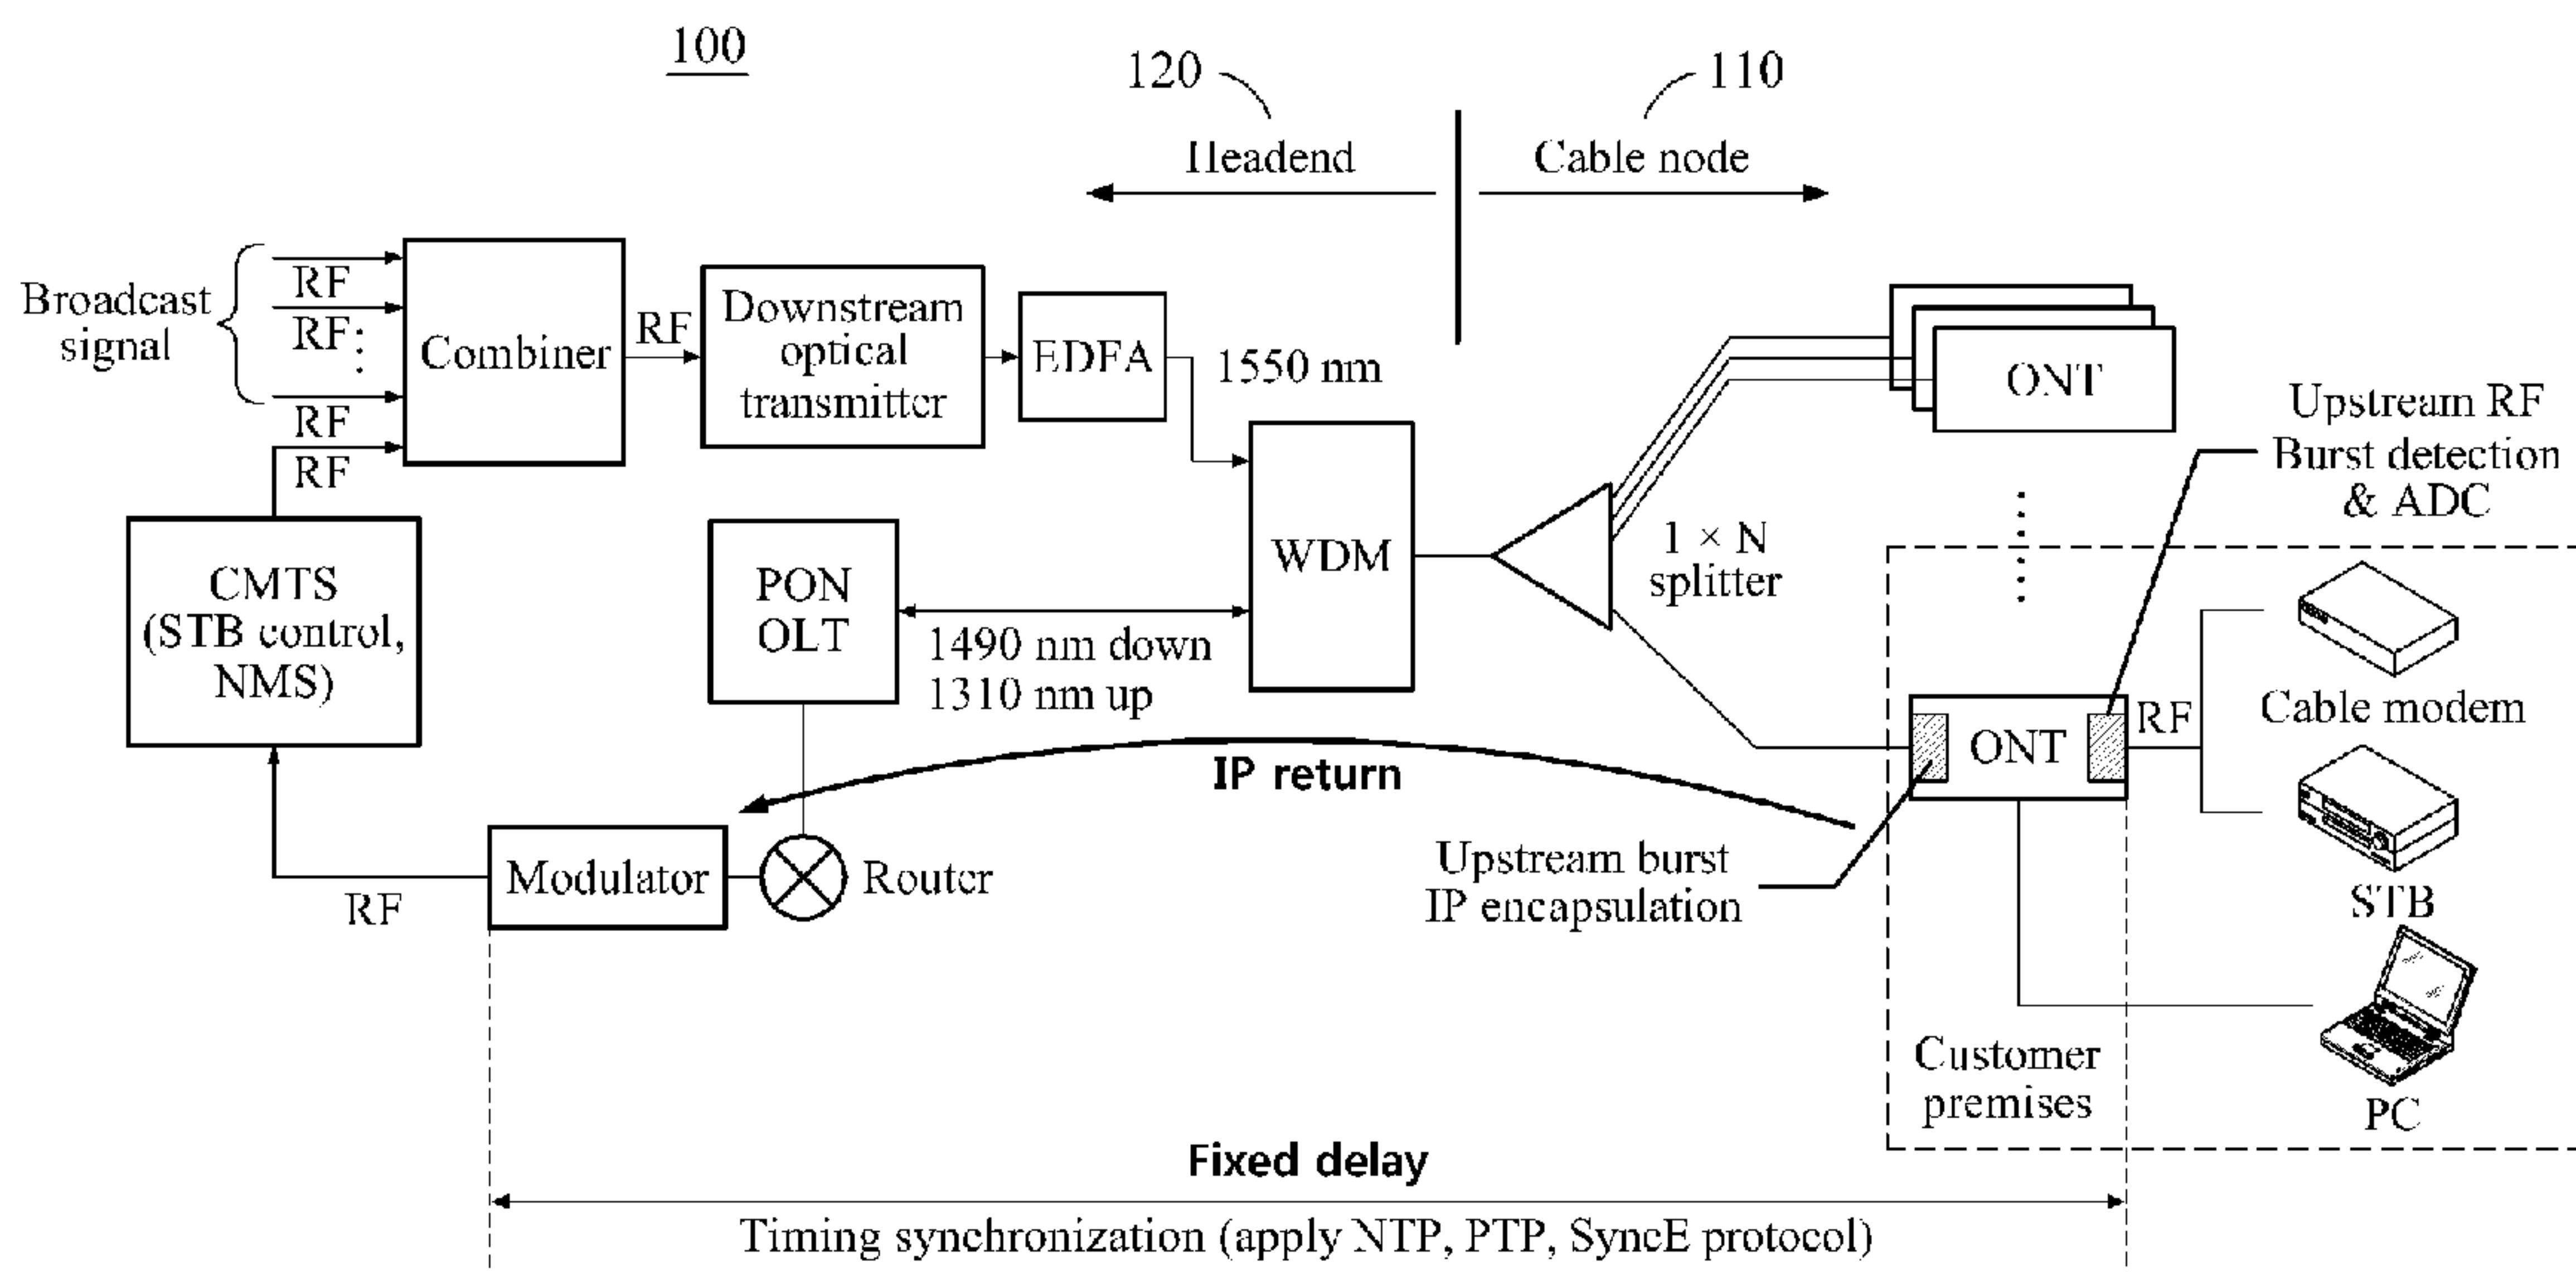 100
120
110
Headend
Cable node
Broadcast
signal
RF
RF
RF
RF
Combiner
RF
Downstream
optical
transmitter
EDFA
1550 nm
ONT
Upstream RF
Burst detection
& ADC
CMTS
(STB control,
NMS)
PON
OLT
1490 nm down
1310 nm up
WDM
1 × N
splitter
ONT
RF
Cable modem
STB
PC
IP return
Modulator
Router
RF
Upstream burst
IP encapsulation
Customer
premises
Fixed delay
Timing synchronization (apply NTP, PTP, SyncE protocol)